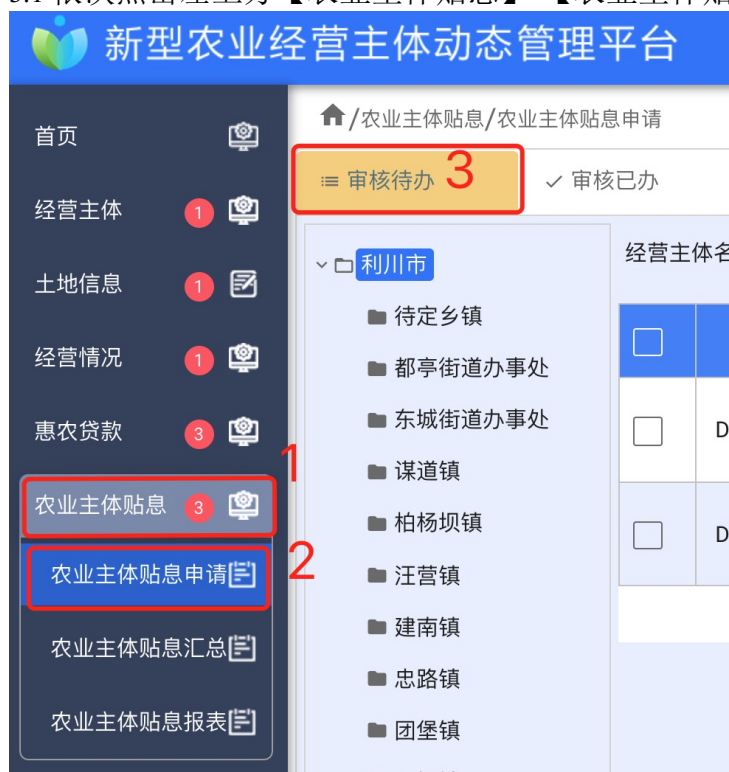 新型农业经营主体动态管理平台
首页
经营主体 1
土地信息 1
经营情况 1
惠农贷款 3
1
农业主体贴息 3
2
农业主体贴息申请
农业主体贴息汇总
农业主体贴息报表
/农业主体贴息/农业主体贴息申请
审核待办 3 审核已办
利川市
待定乡镇
都亭街道办事处
东城街道办事处
谋道镇
柏杨坝镇
汪营镇
建南镇
忠路镇
团堡镇
经营主体名
D
D